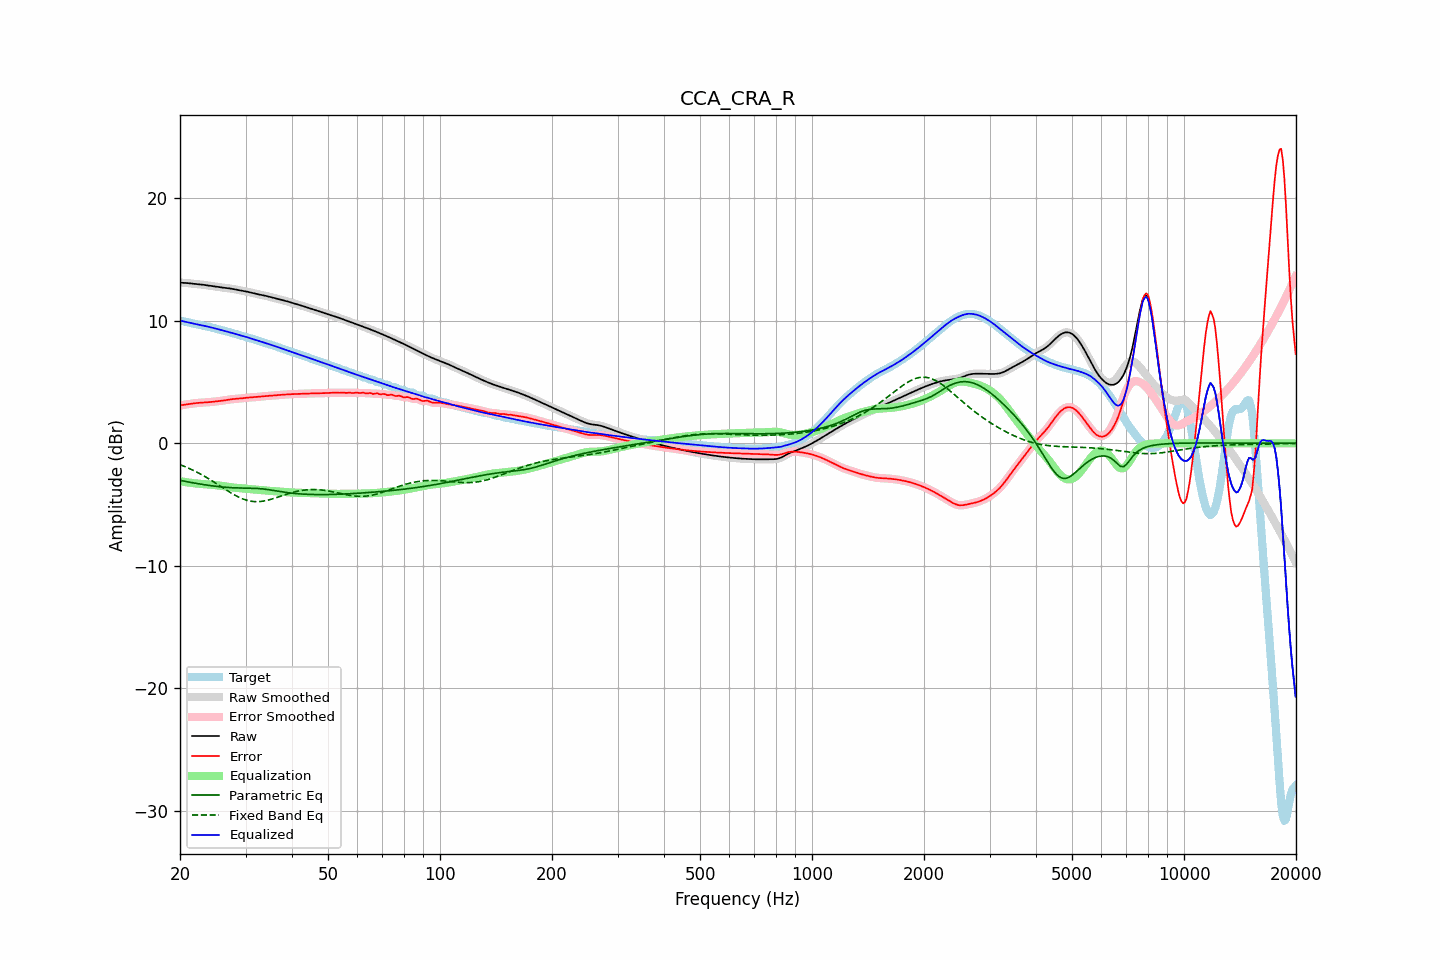 CCA_CRA_R
Amplitude (dBr)
20
10
0
−10
−20
−30
Target
Raw Smoothed
Error Smoothed
Raw
Error
Equalization
Parametric Eq
Fixed Band Eq
Equalized
20 50 100 200 500 1000 2000 5000 10000 20000
Frequency (Hz)